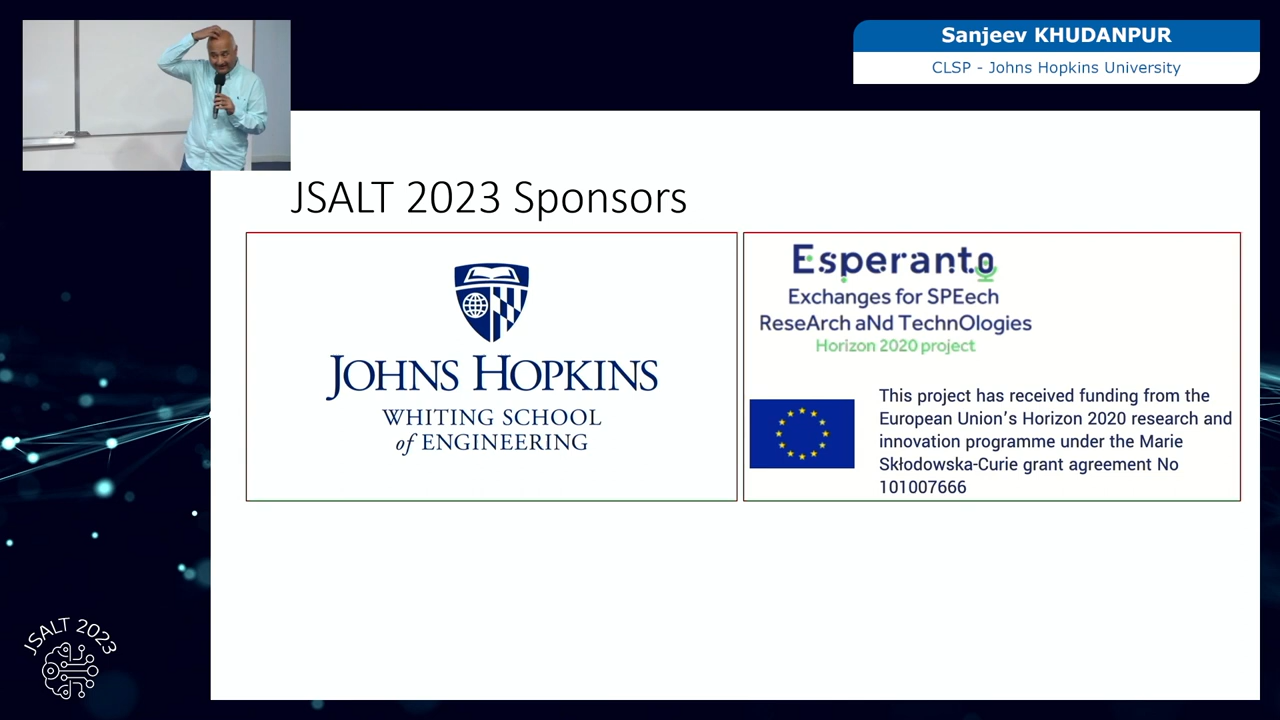 Sanjeev KHUDANPUR
CLSP - Johns Hopkins University
JSALT 2023 Sponsors
JOHNS HOPKINS
WHITING SCHOOL
of ENGINEERING
Esperanto
Exchanges for SPEech
ReseArch aNd TechnOlogies
Horizon 2020 project
This project has received funding from the
European Union's Horizon 2020 research and
innovation programme under the Marie
Skłodowska-Curie grant agreement No
101007666
JSALT 2023